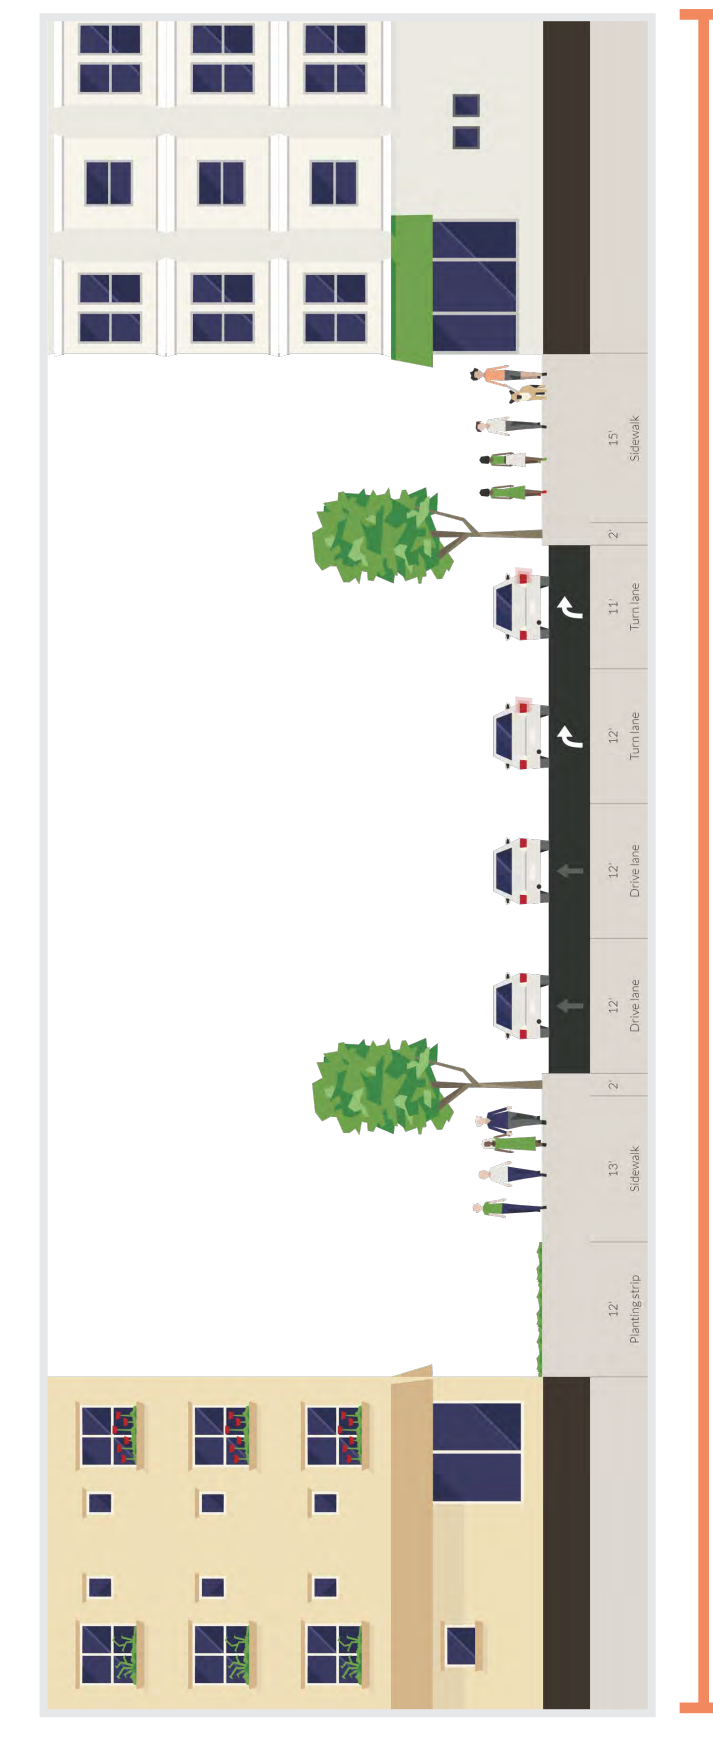 12'
Planting strip
13'
Sidewalk
2'
12'
Drive lane
12'
Drive lane
12'
Turn lane
11'
Turn lane
2'
15'
Sidewalk